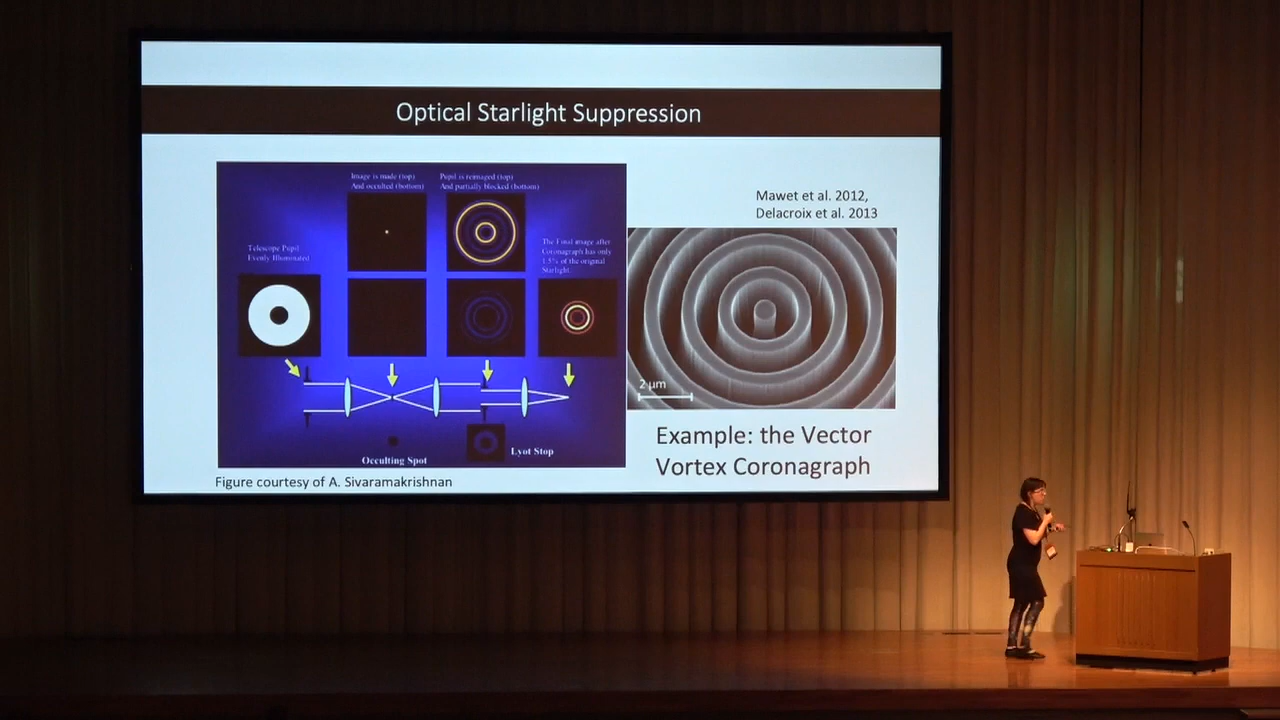 Optical Starlight Suppression
Image is made (top)
And occulted (bottom)
Pupil is reimaged (top)
And partially blocked (bottom)
Telescope Pupil
Evenly Illuminated
The Final image after
Coronagraph has only
1.5% of the original
Starlight.
Occulting Spot
Lyot Stop
Figure courtesy of A. Sivaramakrishnan
Mawet et al. 2012,
Delacroix et al. 2013
2 µm
Example: the Vector
Vortex Coronagraph